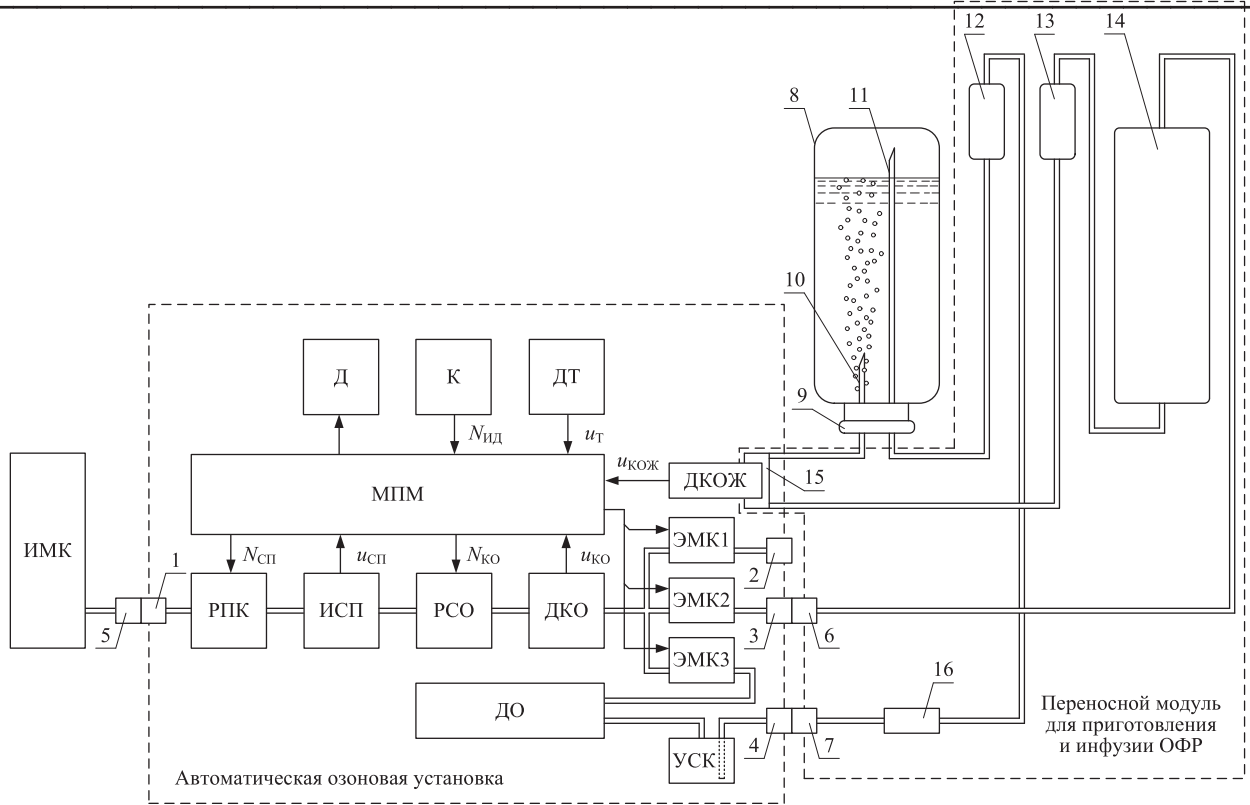 12
13
14
8
11
10
9
Д
К
ДТ
N_ИД
u_Т
u_КОЖ
ДКОЖ
15
МПМ
ИМК
ЭМК1
2
1
N_СП
u_СП
N_КО
u_КО
РПК
ИСП
РСО
ДКО
ЭМК2
5
3
6
ЭМК3
16
ДО
Переносной модуль
для приготовления
и инфузии ОФР
УСК
4
7
Автоматическая озоновая установка